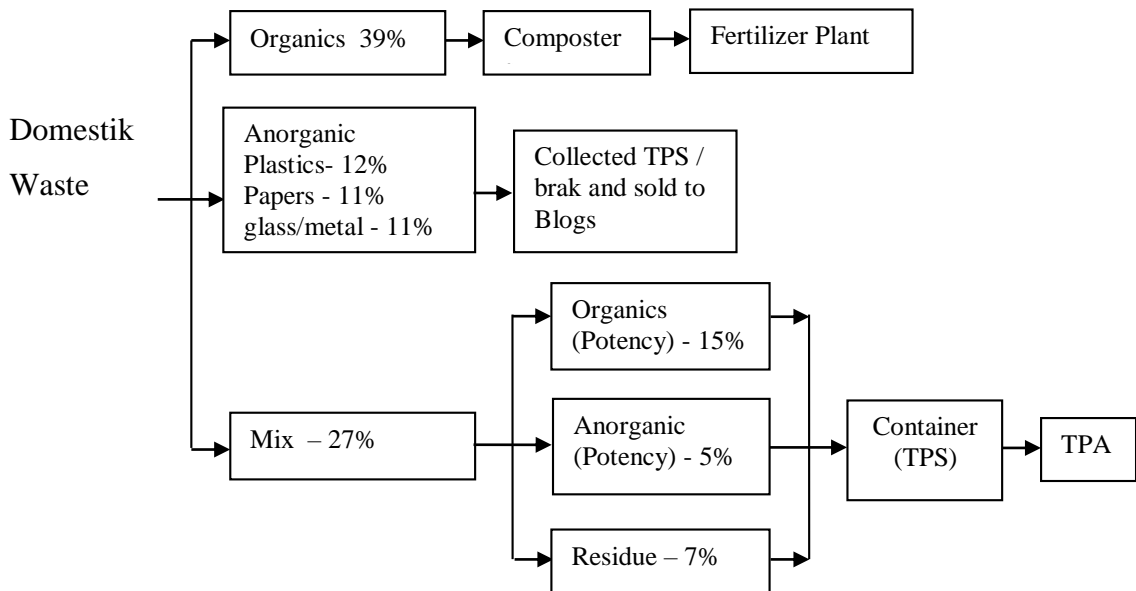 Organics 39%
Composter
Fertilizer Plant
Domestik
Waste
Anorganic
Plastics- 12%
Papers - 11%
glass/metal - 11%
Collected TPS /
brak and sold to
Blogs
Mix – 27%
Organics
(Potency) - 15%
Anorganic
(Potency) - 5%
Residue – 7%
Container
(TPS)
TPA